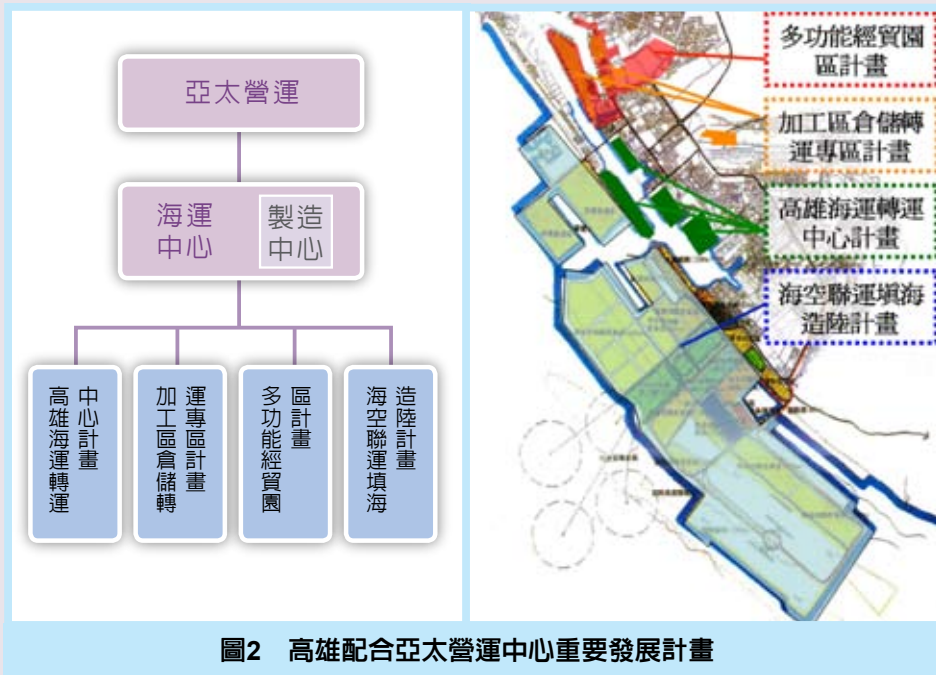 亞太營運
海運
中心
製造
中心
高雄海運轉運
中心計畫
加工區倉儲轉
運專區計畫
多功能經貿園
區計畫
海空聯運填海
造陸計畫
多功能經貿園
區計畫
加工區倉儲轉
運專區計畫
高雄海運轉運
中心計畫
海空聯運填海
造陸計畫
圖2 高雄配合亞太營運中心重要發展計畫